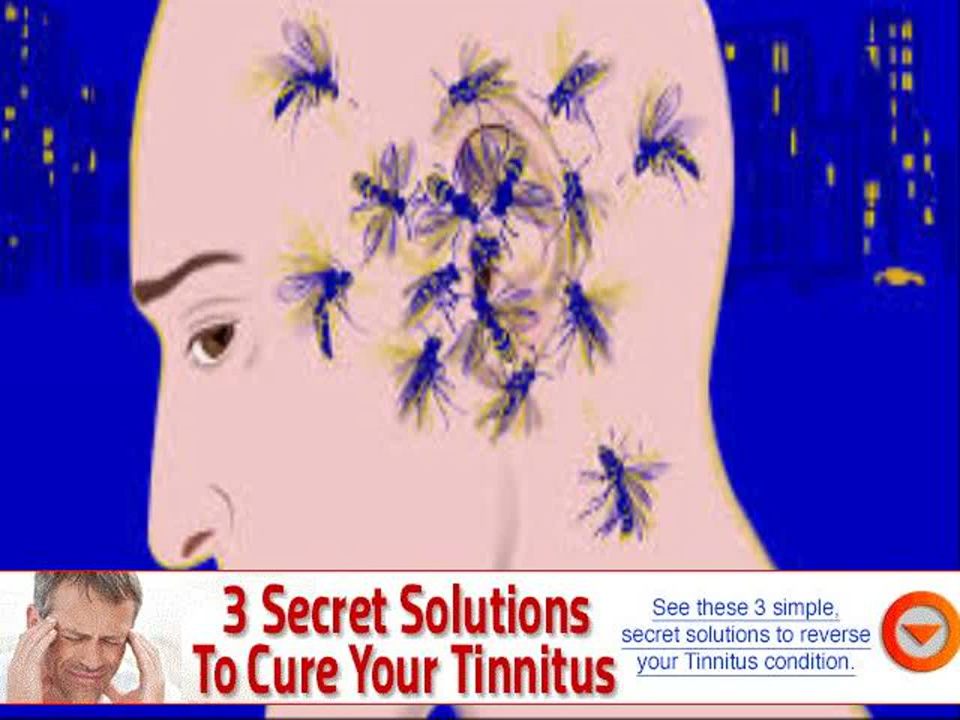 3 Secret Solutions
To Cure Your Tinnitus
See these 3 simple,
secret solutions to reverse
your Tinnitus condition.